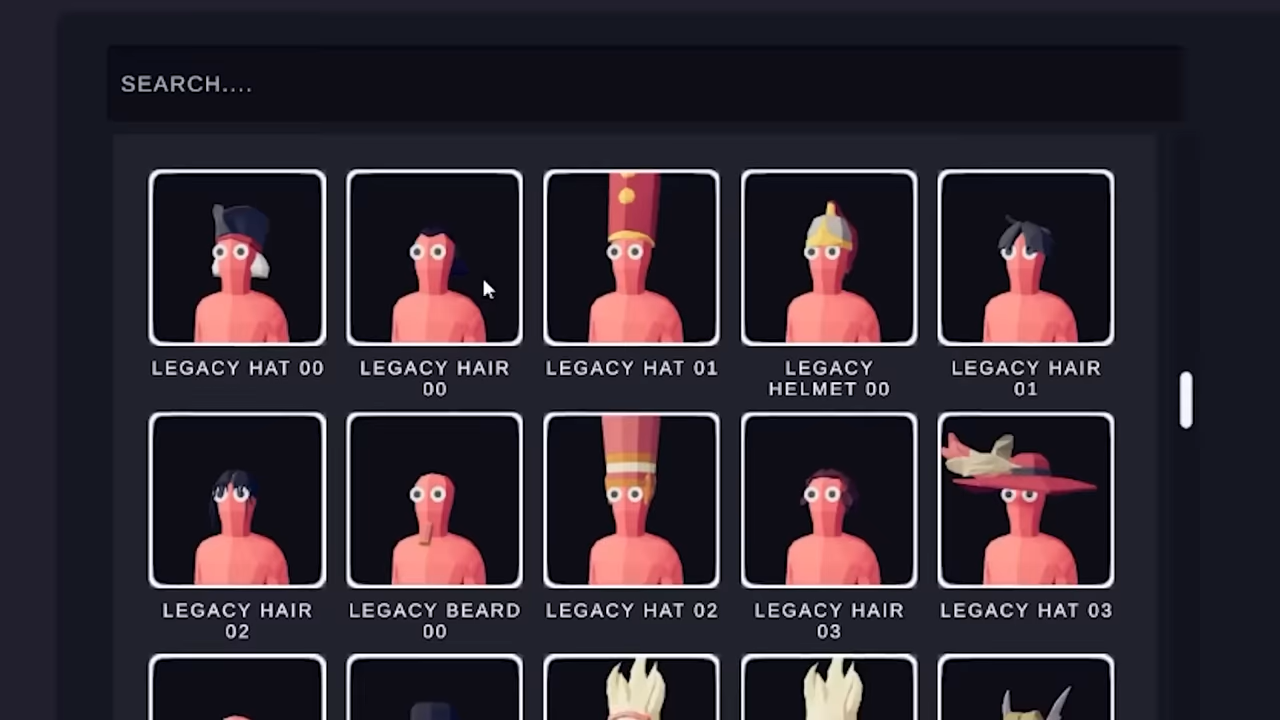 SEARCH....
LEGACY HAT 00
LEGACY HAIR
00
LEGACY HAT 01
LEGACY
HELMET 00
LEGACY HAIR
01
LEGACY HAIR
02
LEGACY BEARD
00
LEGACY HAT 02
LEGACY HAIR
03
LEGACY HAT 03